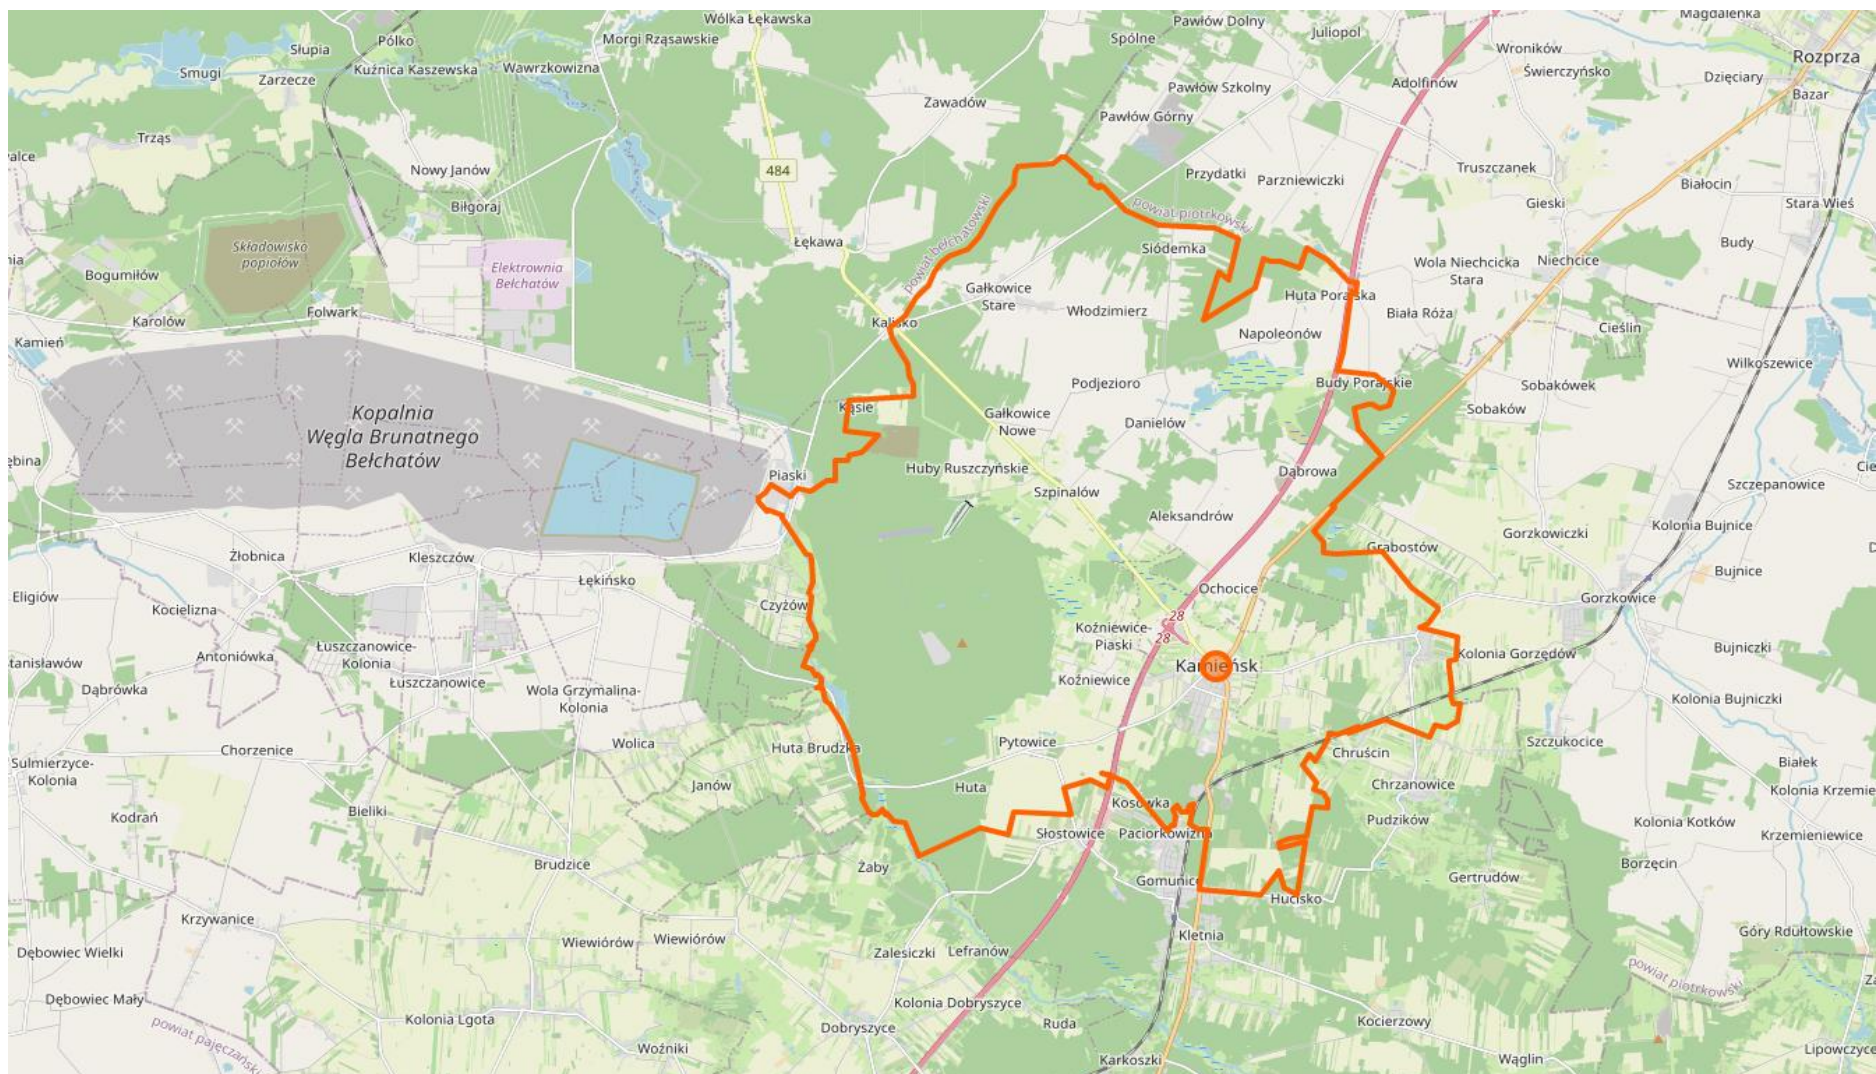 Wólka Łękawska
Pawłów Dolny
Magdalenka
Spólne
Juliopol
Pólko
Morgi Rząsawskie
Słupia
Wroników
Rozprza
Smugi
Zarzecze
Kuźnica Kaszewska
Wawrzkowizna
Świerczyńsko
Dzięciary
Adolfinów
Bazar
Pawłów Szkolny
Zawadów
Pawłów Górny
Trząs
Nowy Janów
484
Przydatki
Parzniewiczki
Truszczanek
Białocin
Biłgoraj
Gieski
Stara Wieś
powiat piotrkowski
powiat bełchatowski
Łękawa
Siódemka
Budy
Składowisko
popiołów
Elektrownia
Bełchatów
Wola Niechcicka
Stara
Niechcice
Bogumiłów
Gałkowice
Stare
Huta Porajska
Włodzimierz
Folwark
Karolów
Kalisko
Biała Róża
Napoleonów
Cieślin
Kamień
Wilkoszewice
Podjezioro
Budy Porajskie
Sobakówek
Kąsie
Sobaków
Kopalnia
Węgla Brunatnego
Bełchatów
Gałkowice
Nowe
Danielów
Huby Ruszczyńskie
Dąbrowa
Piaski
Szczepanowice
Szpinalów
Aleksandrów
Kolonia Bujnice
Gorzkowiczki
Grabostów
Żłobnica
Kleszczów
Bujnice
Łękińsko
Ochocice
Eligiów
Gorzkowice
Kocielizna
Czyżów
28
Koźniewice-
Piaski
28
Łuszczanowice-
Kolonia
Bujniczki
Antoniówka
Kolonia Gorzędów
Kamieńsk
Łuszczanowice
Koźniewice
Dąbrówka
Wola Grzymalina-
Kolonia
Kolonia Bujniczki
Wolica
Huta Brudzka
Pytowice
Szczukocice
Chorzenice
Chruścin
Sulmierzyce-
Kolonia
Białek
Janów
Huta
Chrzanowice
Kolonia Krzemie
Kosówka
Bieliki
Kodrań
Pudzików
Kolonia Kotków
Słostowice
Paciorkowizna
Krzemieniewice
Brudzice
Żaby
Borzęcin
Gomunice
Gertrudów
Hucisko
Krzywanice
Góry Rdułtowskie
Kletnia
Wiewiórów
Wiewiórów
Dębowiec Wielki
Zalesiczki
Lefranów
powiat piotrkowski
Dębowiec Mały
Kolonia Dobryszyce
Kolonia Lgota
Ruda
Kocierzowy
Dobryszyce
powiat pajęczański
Woźniki
Karkoszki
Wąglin
Lipowczyce